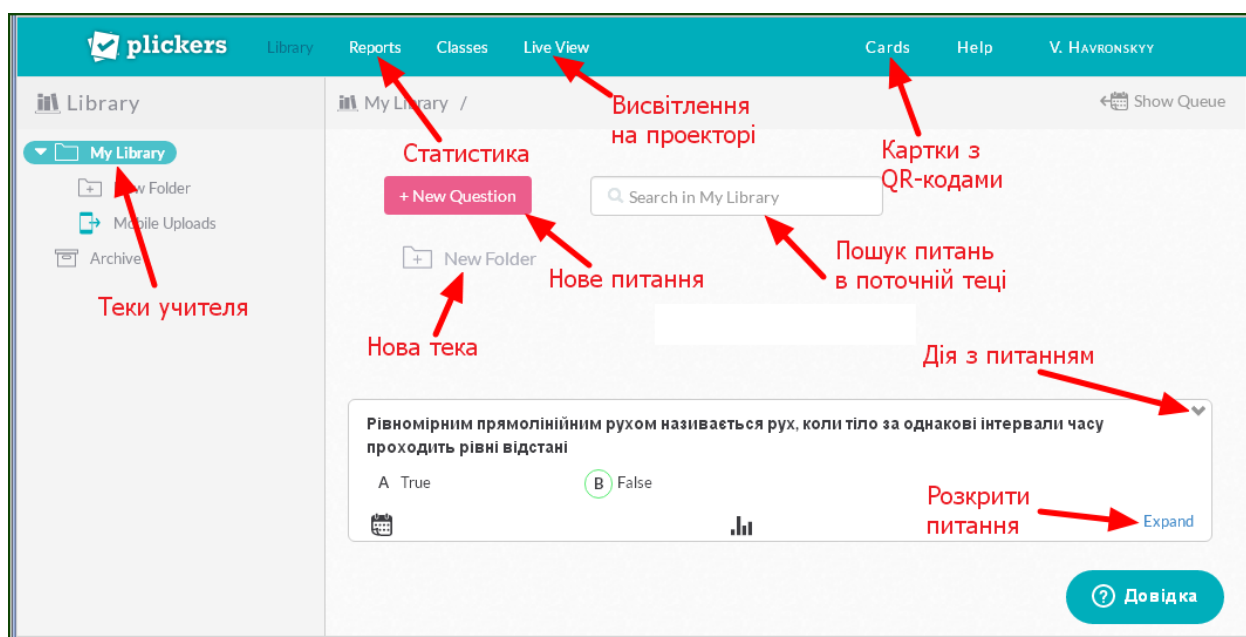 plickers
Library
Reports
Classes
Live View
Cards
Help
V. HAVRONSKYY
Library
My Library /
Show Queue
Висвітлення
на проекторі
Статистика
Картки з
QR-кодами
My Library
New Folder
Mobile Uploads
Archive
Теки учителя
+ New Question
Search in My Library
New Folder
Нове питання
Пошук питань
в поточній теці
Нова тека
Дія з питанням
Рівномірним прямолінійним рухом називається рух, коли тіло за однакові інтервали часу
проходить рівні відстані
A True
B False
Розкрити
питання
Expand
Довідка